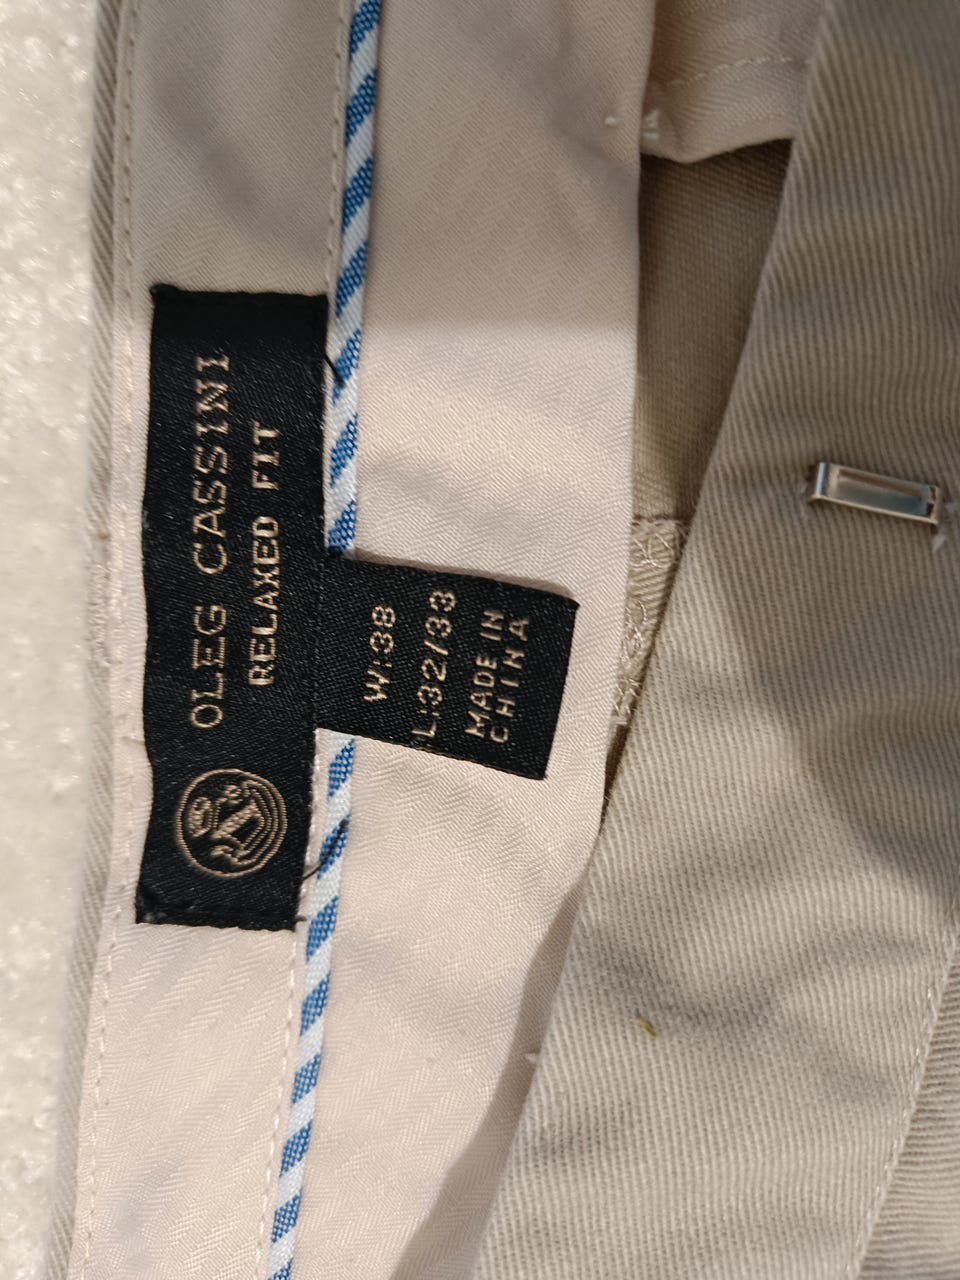 OLEG CASSINI
RELAXED FIT
W:38
L:32/33
MADE IN
CHINA